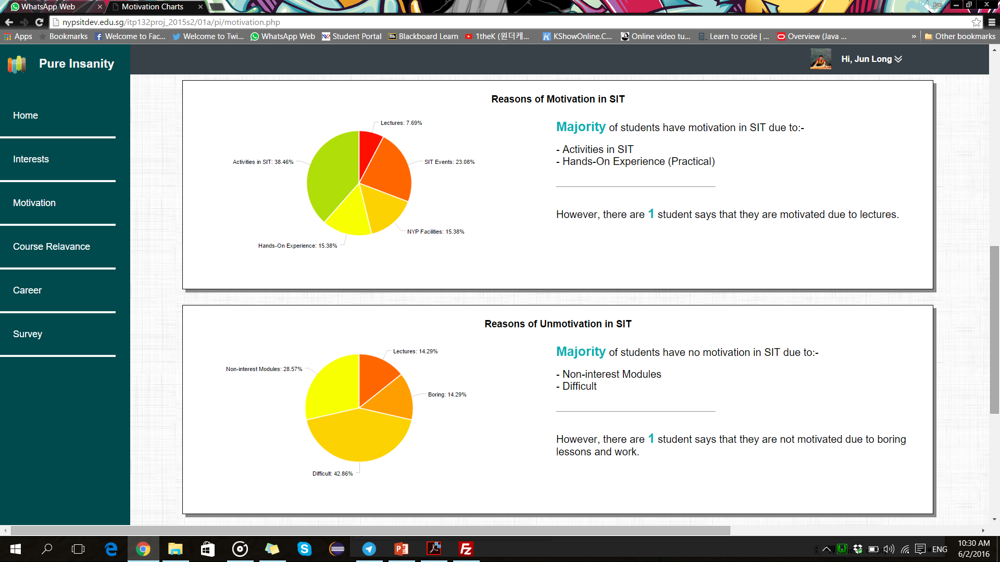 WhatsApp Web
Motivation Charts
Jun
nypsitdev.edu.sg/itp132proj_2015s2/01a/pi/motivation.php
Apps
Bookmarks
Welcome to Fac...
Welcome to Twi...
WhatsApp Web
Student Portal
Blackboard Learn
1theK (원더케...
KShowOnline.C...
Online video tu...
Learn to code | ...
Overview (Java ...
»
Other bookmarks
Pure Insanity
Hi, Jun Long
Home
Interests
Motivation
Course Relavance
Career
Survey
Reasons of Motivation in SIT
Lectures: 7.69%
SIT Events: 23.08%
NYP Facilities: 15.38%
Hands-On Experience: 15.38%
Activities in SIT: 38.46%
Majority of students have motivation in SIT due to:-
- Activities in SIT
- Hands-On Experience (Practical)
However, there are 1 student says that they are motivated due to lectures.
Reasons of Unmotivation in SIT
Lectures: 14.29%
Boring: 14.29%
Difficult: 42.86%
Non-interest Modules: 28.57%
Majority of students have no motivation in SIT due to:-
- Non-interest Modules
- Difficult
However, there are 1 student says that they are not motivated due to boring
lessons and work.
ENG
10:30 AM
6/2/2016